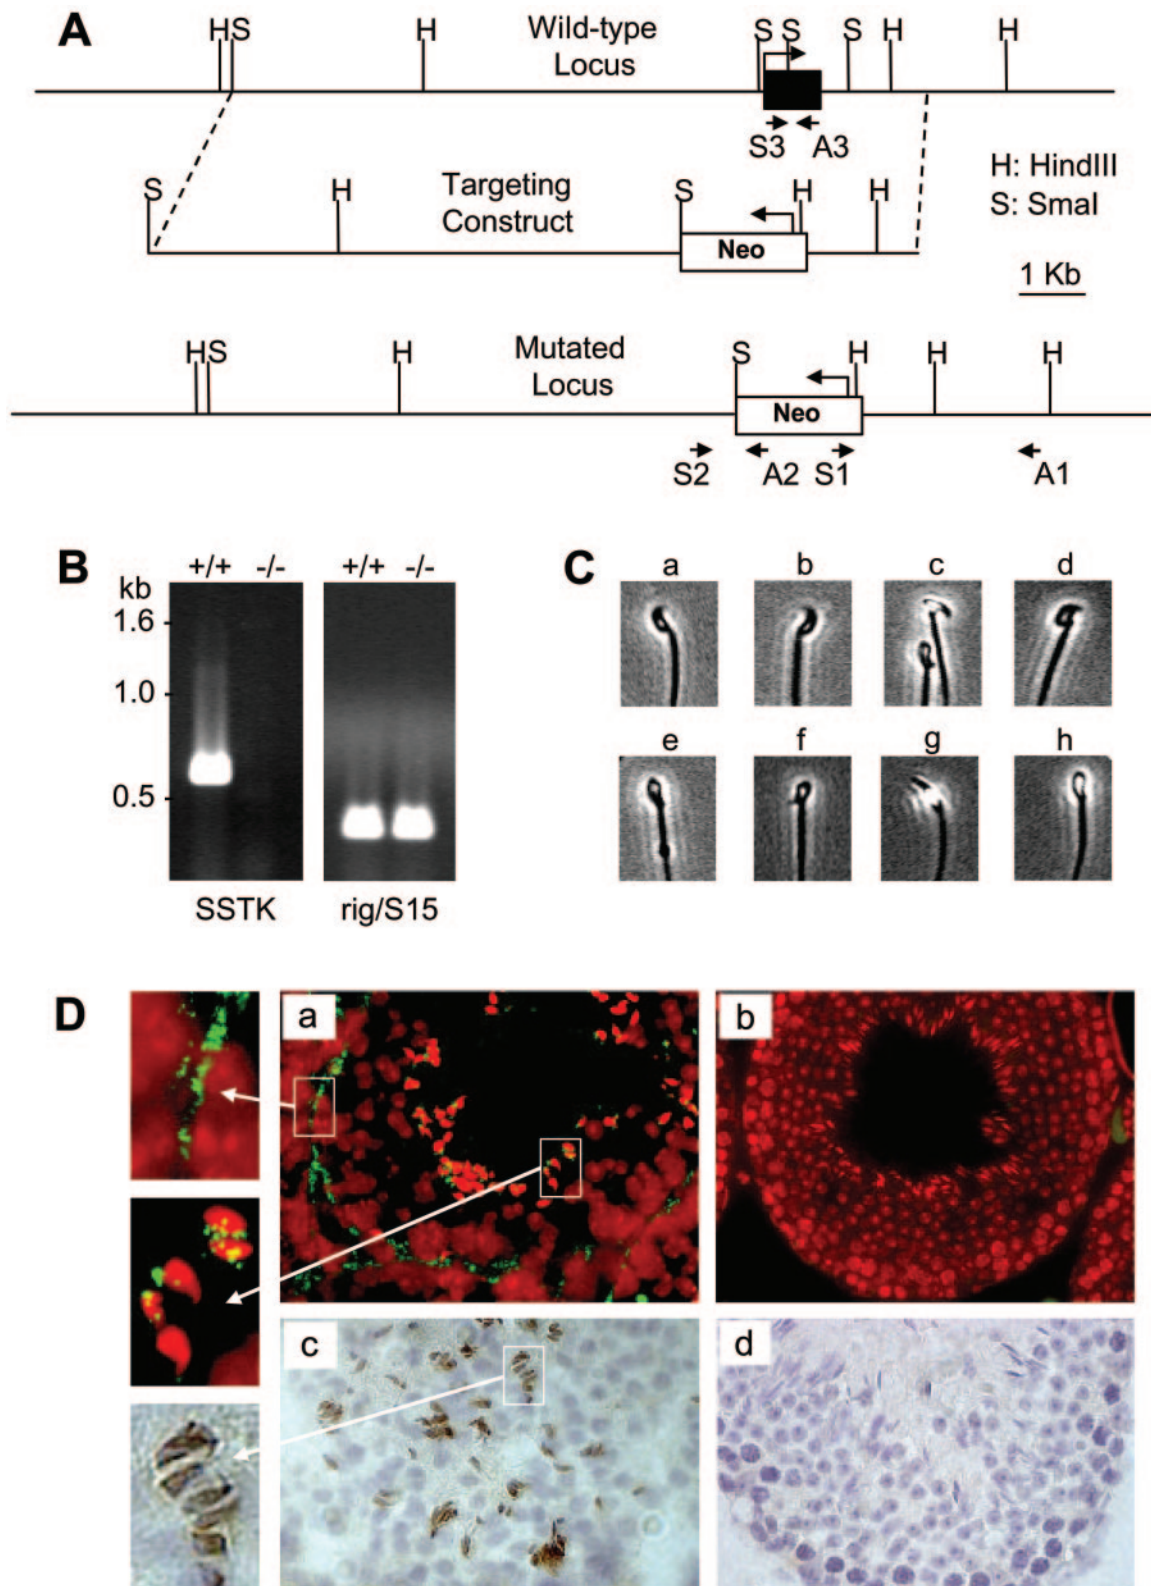 A
H S H Wild-type Locus S S S H H
S3 A3
H: HindIII
S: SmaI
S H Targeting Construct S H H
Neo
1 Kb
H S H Mutated Locus S H H H
Neo
S2 A2 S1 A1
B
+/+ -/- +/+ -/-
kb
1.6
1.0
0.5
SSTK rig/S15
C
a b c d
e f g h
D
a b
c d